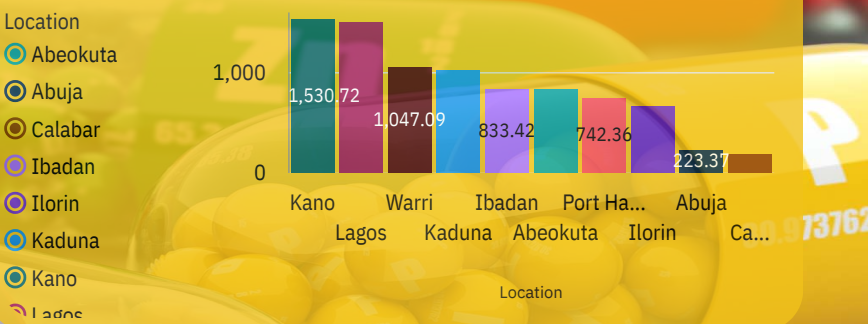 Location
Abeokuta
Abuja
Calabar
Ibadan
Ilorin
Kaduna
Kano
Lagos
1,000
0
1,530.72
1,047.09
833.42
742.36
223.37
Kano
Warri
Ibadan
Port Ha...
Abuja
Lagos
Kaduna
Abeokuta
Ilorin
Ca...
Location